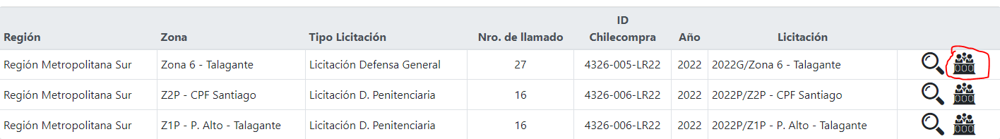 Región Zona Tipo Licitación Nro. de llamado ID Chilecompra Año Licitación
Región Metropolitana Sur Zona 6 - Talagante Licitación Defensa General 27 4326-005-LR22 2022 2022G/Zona 6 - Talagante
Región Metropolitana Sur Z2P - CPF Santiago Licitación D. Penitenciaria 16 4326-006-LR22 2022 2022P/Z2P - CPF Santiago
Región Metropolitana Sur Z1P - P. Alto - Talagante Licitación D. Penitenciaria 16 4326-006-LR22 2022 2022P/Z1P - P. Alto - Talagante